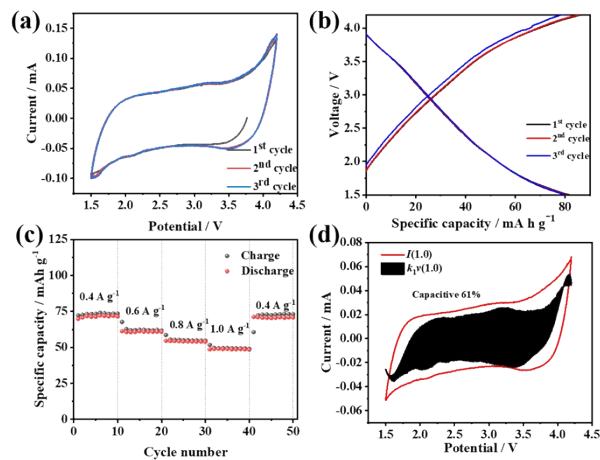 (a)
0.15
0.10
0.05
0.00
-0.05
-0.10
Current / mA
1st cycle
2nd cycle
3rd cycle
1.5 2.0 2.5 3.0 3.5 4.0 4.5
Potential / V
(b)
4.2
3.6
3.0
2.4
1.8
1.5
Voltage / V
1st cycle
2nd cycle
3rd cycle
0 20 40 60 80
Specific capacity / mA h g⁻¹
(c)
125
100
75
50
25
0
Specific capacity / mAh g⁻¹
Charge
Discharge
0.4 A g⁻¹
0.6 A g⁻¹
0.8 A g⁻¹
1.0 A g⁻¹
0.4 A g⁻¹
0 10 20 30 40 50
Cycle number
(d)
0.08
0.06
0.04
0.02
0.00
-0.02
-0.04
-0.06
Current / mA
I(1.0)
k₁v(1.0)
Capacitive 61%
1.5 2.0 2.5 3.0 3.5 4.0 4.5
Potential / V